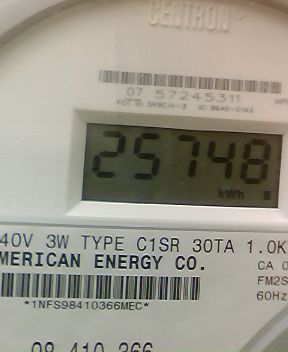 CENTRON®
07 57245311
25748
kWh
40V 3W TYPE C1SR 30TA 1.0K
MERICAN ENERGY CO.
CA 0
FM2S
60Hz
*1NFS98410366MEC*
98 410 366